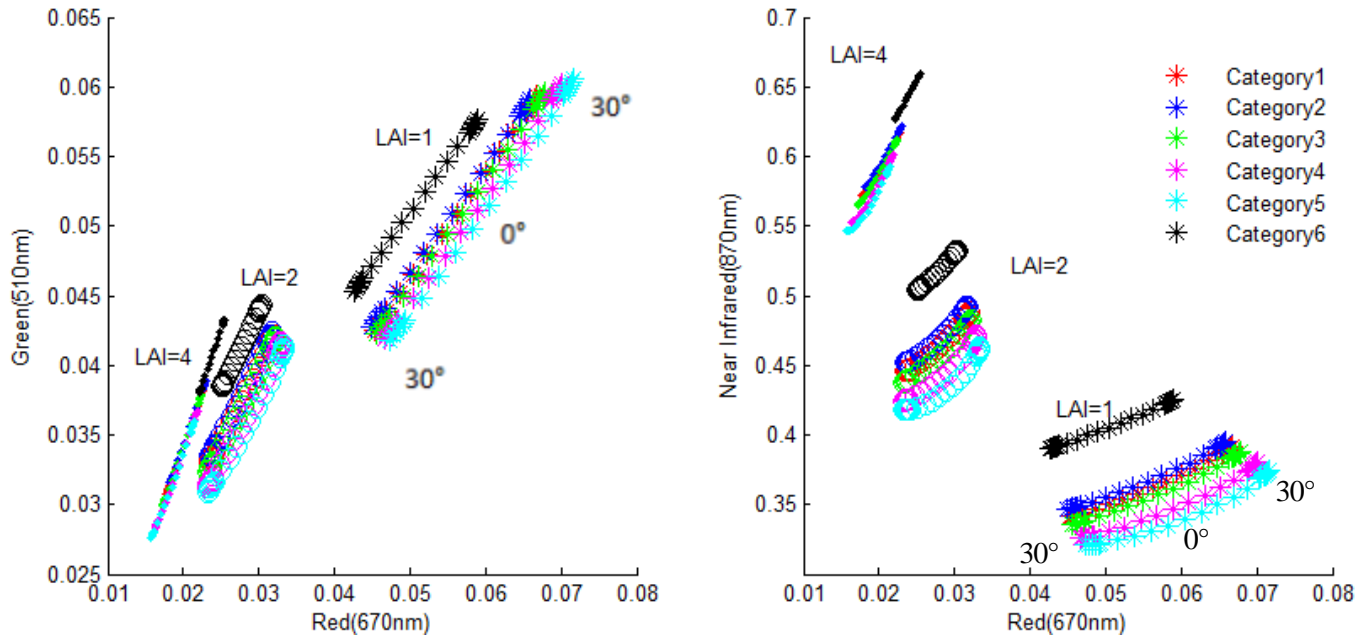 0.065
0.06
0.055
0.05
0.045
0.04
0.035
0.03
0.025
0.01 0.02 0.03 0.04 0.05 0.06 0.07 0.08
Green(510nm)
Red(670nm)
LAI=1
LAI=2
LAI=4
30°
0°
30°
0.7
0.65
0.6
0.55
0.5
0.45
0.4
0.35
0.01 0.02 0.03 0.04 0.05 0.06 0.07 0.08
Near Infrared(870nm)
Red(670nm)
LAI=4
LAI=2
LAI=1
30°
0°
30°
Category1
Category2
Category3
Category4
Category5
Category6